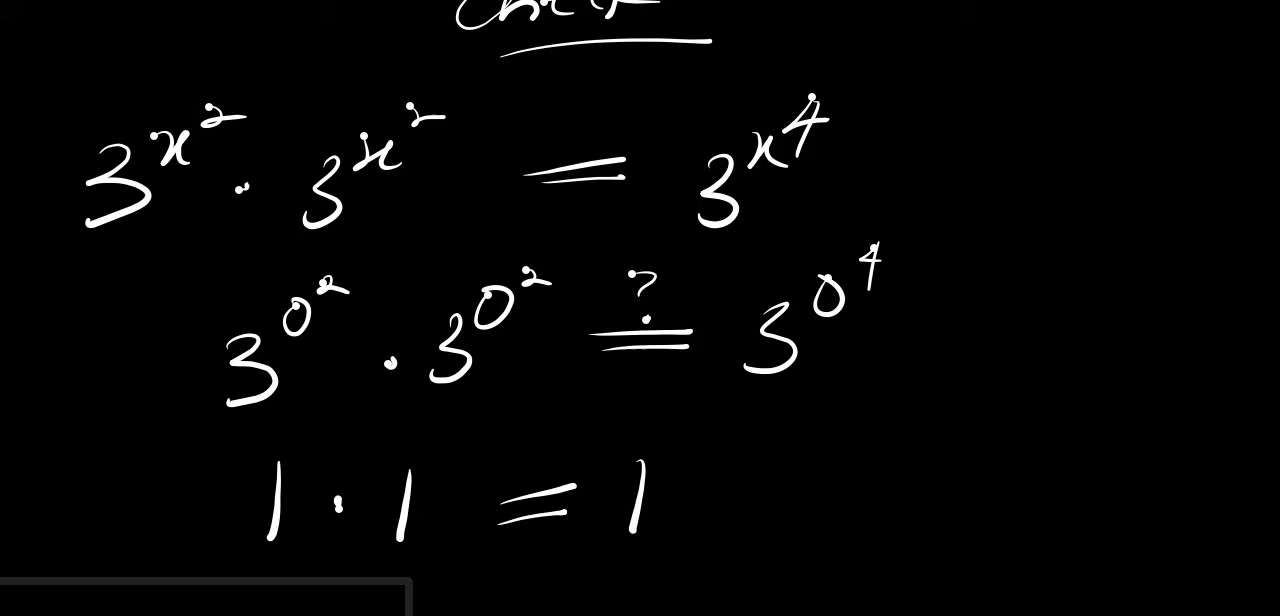 3^{x^2} · 3^{x^2} = 3^{x^4}
3^{0^2} · 3^{0^2} ?= 3^{0^4}
1 · 1 = 1